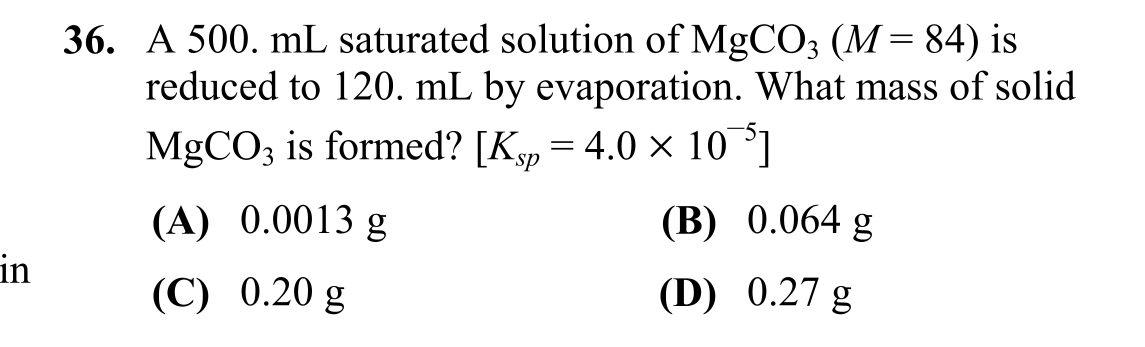 36. A 500. mL saturated solution of MgCO₃ (M = 84) is
reduced to 120. mL by evaporation. What mass of solid
MgCO₃ is formed? [Kₛₚ = 4.0 × 10⁻⁵]
(A) 0.0013 g (B) 0.064 g
in
(C) 0.20 g (D) 0.27 g